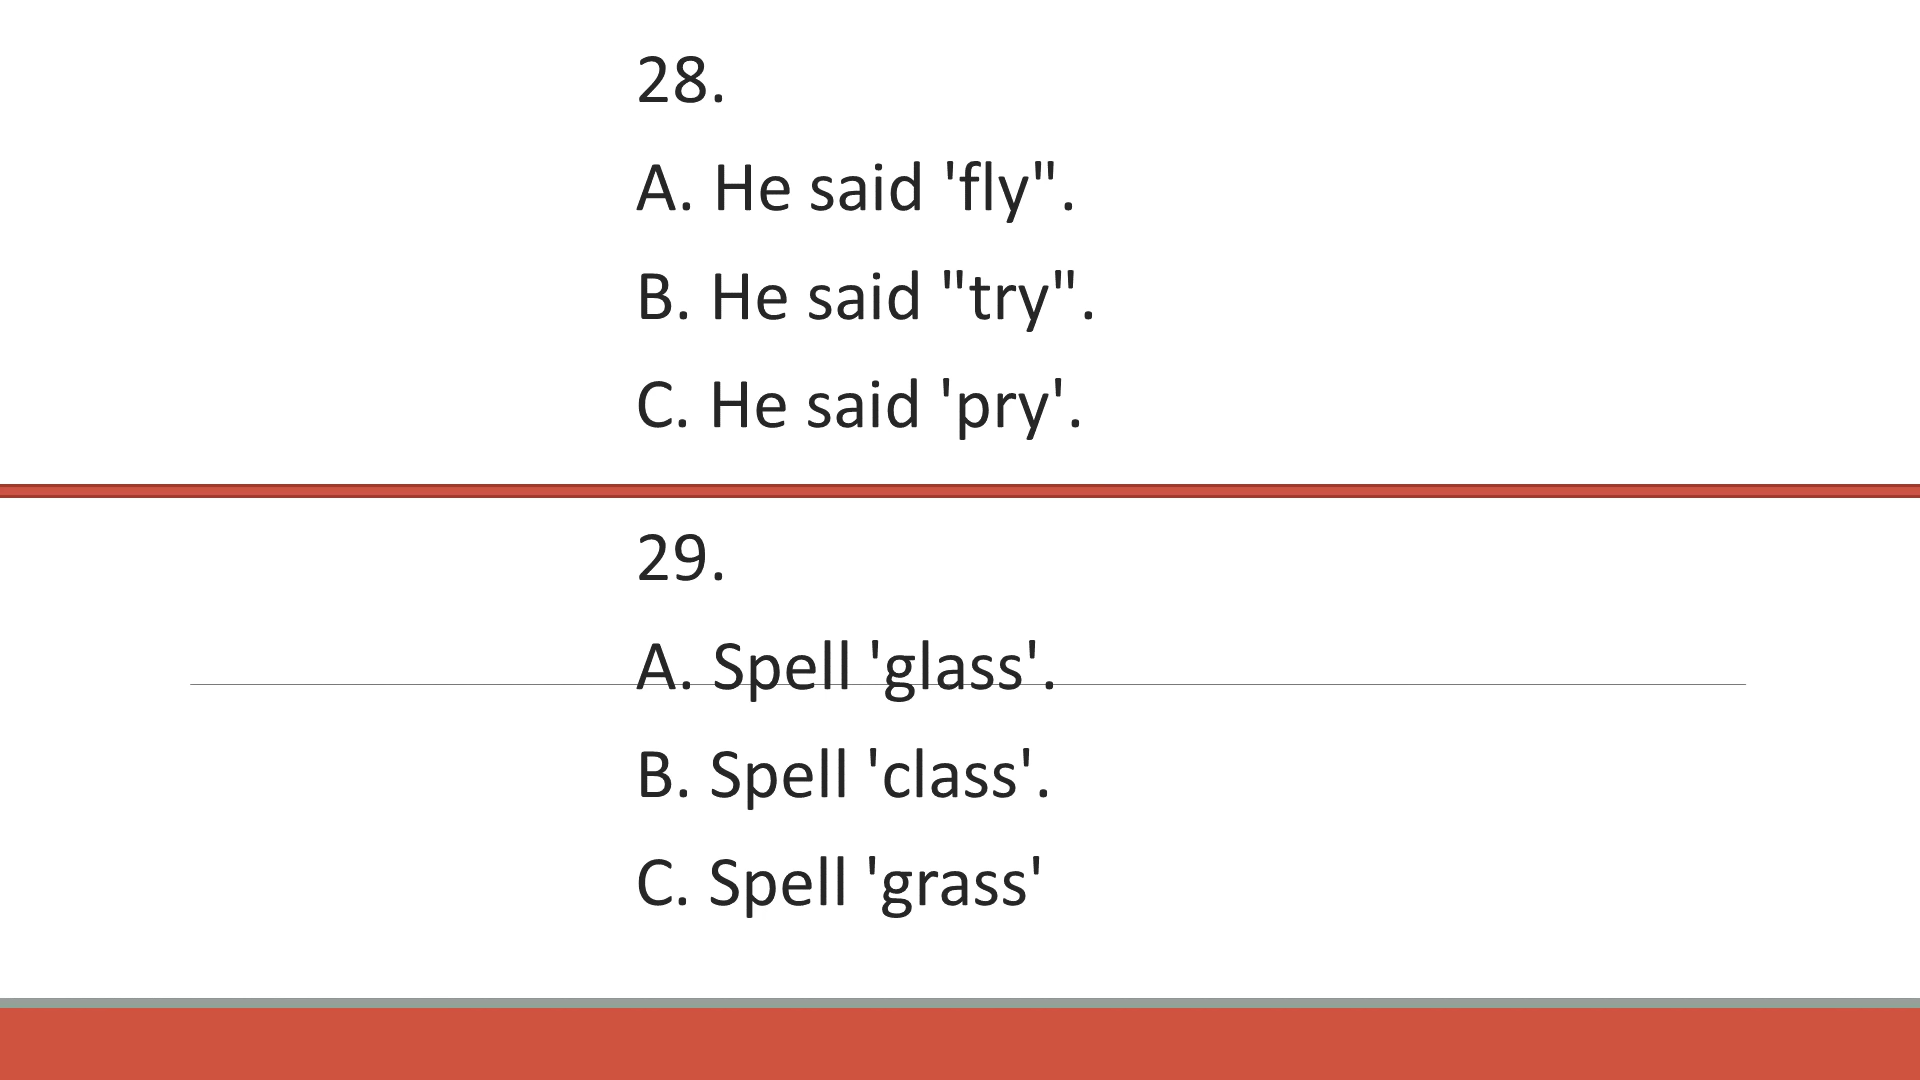 28.
A. He said 'fly".
B. He said "try".
C. He said 'pry'.
29.
A. Spell 'glass'.
B. Spell 'class'.
C. Spell 'grass'